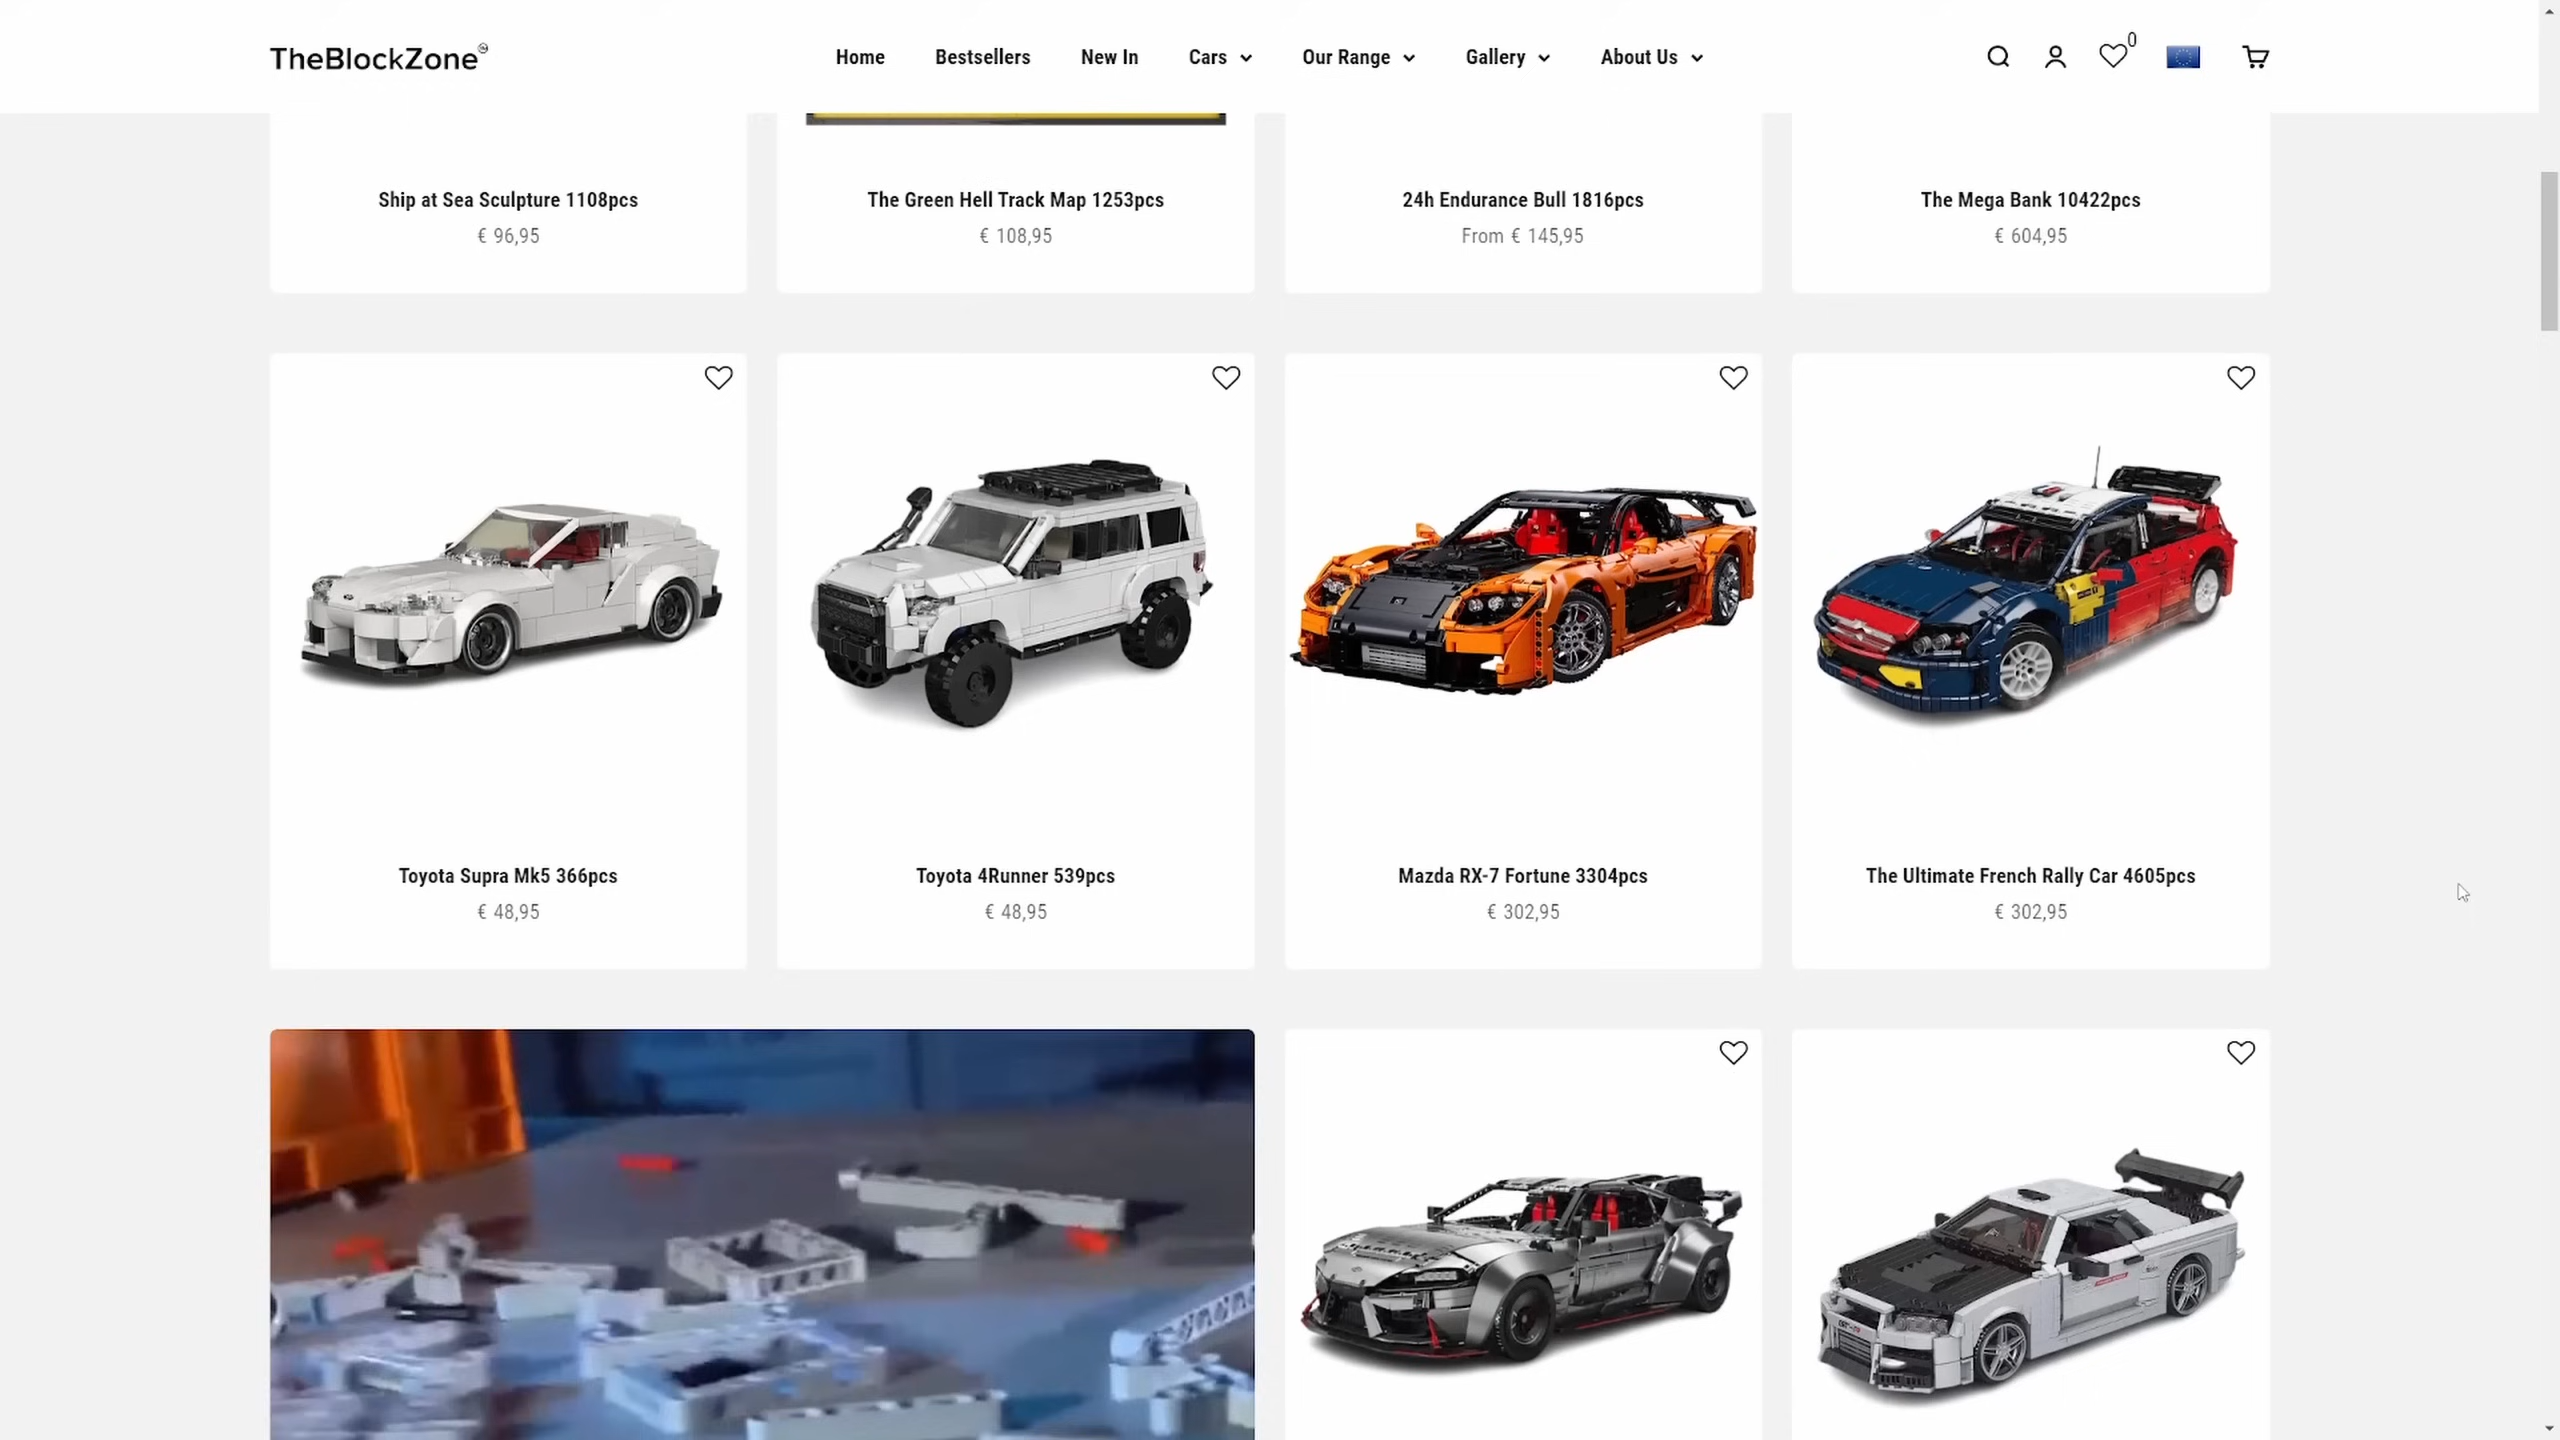 TheBlockZone
Home
Bestsellers
New In
Cars
Our Range
Gallery
About Us
0
Ship at Sea Sculpture 1108pcs
€ 96,95
The Green Hell Track Map 1253pcs
€ 108,95
24h Endurance Bull 1816pcs
From € 145,95
The Mega Bank 10422pcs
€ 604,95
Toyota Supra Mk5 366pcs
€ 48,95
Toyota 4Runner 539pcs
€ 48,95
Mazda RX-7 Fortune 3304pcs
€ 302,95
The Ultimate French Rally Car 4605pcs
€ 302,95